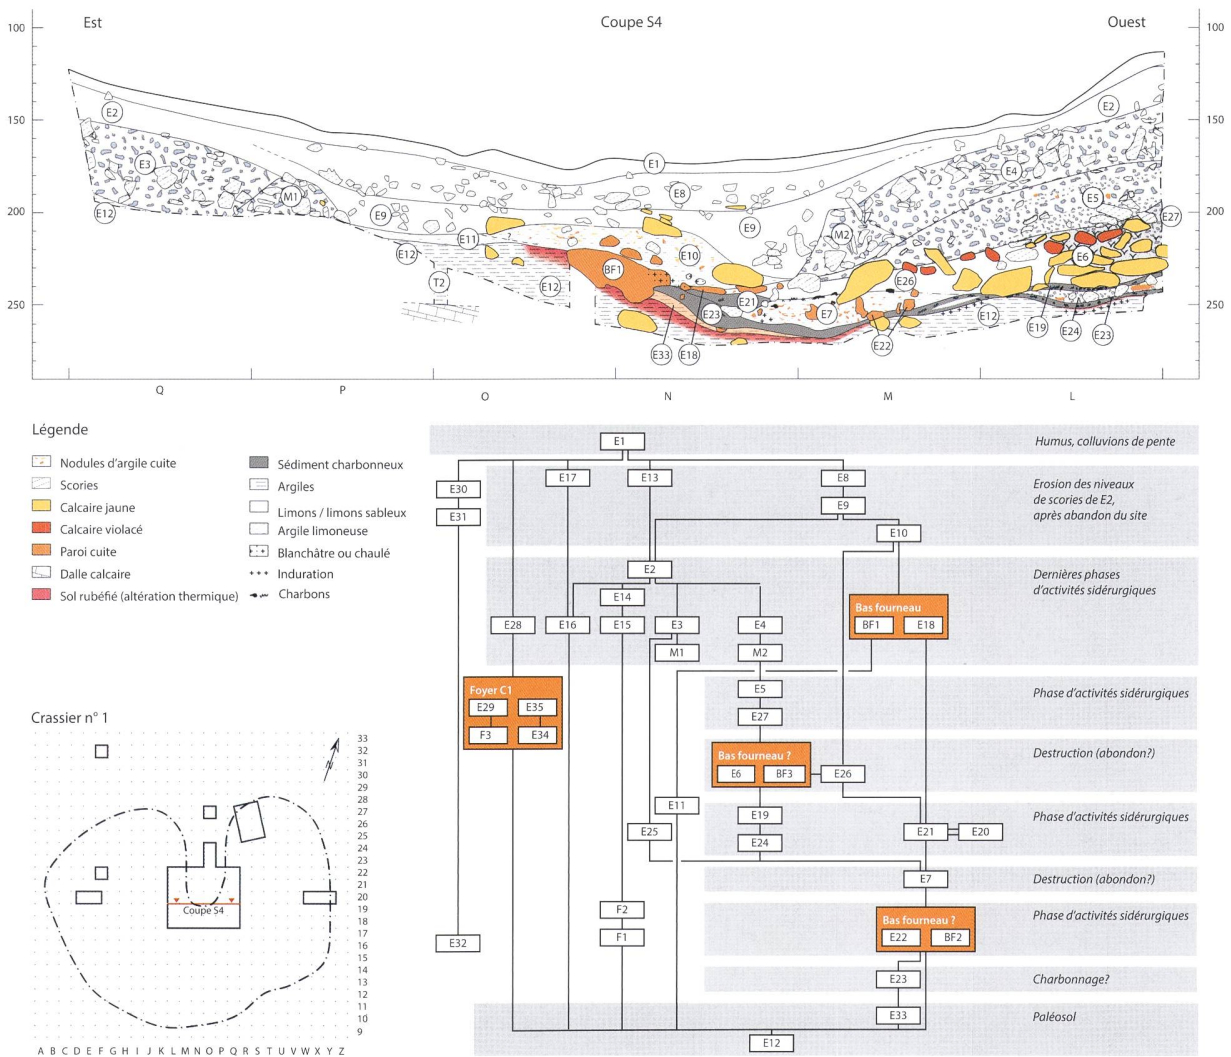 Est
Coupe S4
Ouest
100
100
150
150
200
200
250
250
E2
E3
E12
M1
E9
E12
T2
E11
?
E12
E1
E8
E9
E10
BF1
E21
E23
E33
E18
E7
M2
E26
E22
E12
E4
E2
E5
E27
E6
E19
E24
E23
Q
P
O
N
M
L
Légende
Nodules d'argile cuite
Scories
Calcaire jaune
Calcaire violacé
Paroi cuite
Dalle calcaire
Sol rubéfié (altération thermique)
Sédiment charbonneux
Argiles
Limons / limons sableux
Argile limoneuse
Blanchâtre ou chaulé
Induration
Charbons
E1
Humus, colluvions de pente
E30
E17
E13
E8
E31
E9
E10
Erosion des niveaux
de scories de E2,
après abandon du site
E2
Dernières phases
d'activités sidérurgiques
E14
Bas fourneau
BF1
E18
E28
E16
E15
E3
E4
M1
M2
Foyer C1
E29
E35
F3
E34
E5
E27
Phase d'activités sidérurgiques
Bas fourneau ?
E6
BF3
E26
Destruction (abondon?)
E11
E25
E19
E24
E21
E20
Phase d'activités sidérurgiques
E7
Destruction (abondon?)
F2
F1
E32
Bas fourneau ?
E22
BF2
Phase d'activités sidérurgiques
E23
Charbonnage?
E33
Paléosol
E12
Crassier n° 1
N
33
32
31
30
29
28
27
26
25
24
23
22
21
20
19
18
17
16
15
14
13
12
11
10
9
Coupe S4
A B C D E F G H I J K L M N O P Q R S T U V W X Y Z